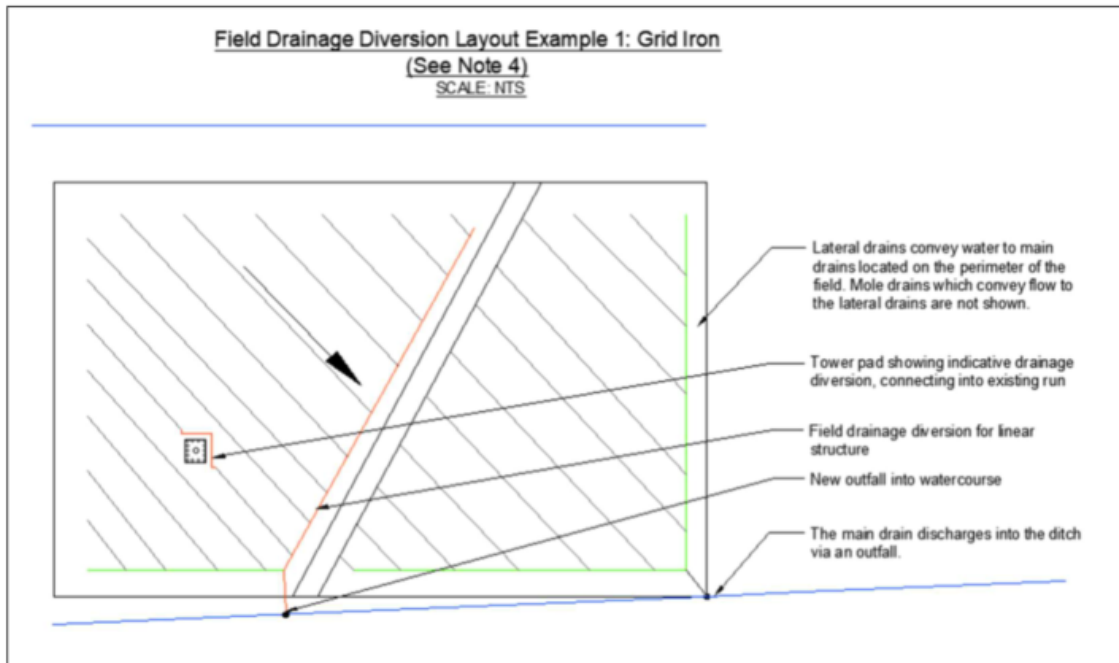 Field Drainage Diversion Layout Example 1: Grid Iron
(See Note 4)
SCALE: NTS
Lateral drains convey water to main
drains located on the perimeter of the
field. Mole drains which convey flow to
the lateral drains are not shown.
Tower pad showing indicative drainage
diversion, connecting into existing run
Field drainage diversion for linear
structure
New outfall into watercourse
The main drain discharges into the ditch
via an outfall.